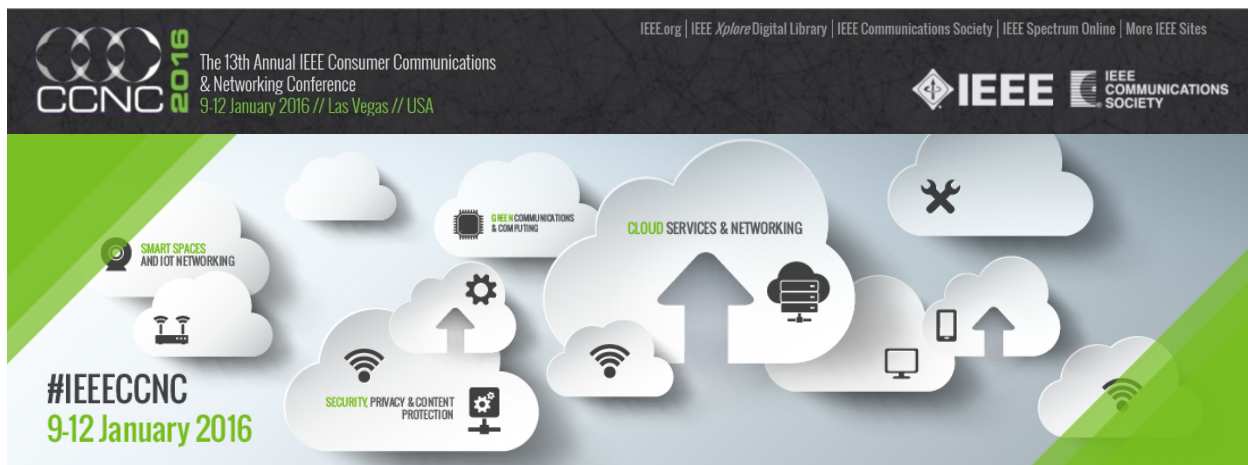 IEEE.org | IEEE Xplore Digital Library | IEEE Communications Society | IEEE Spectrum Online | More IEEE Sites
CCNC
2016
The 13th Annual IEEE Consumer Communications
& Networking Conference
9-12 January 2016 // Las Vegas // USA
IEEE
IEEE
COMMUNICATIONS
SOCIETY
GREEN COMMUNICATIONS
& COMPUTING
CLOUD SERVICES & NETWORKING
SMART SPACES
AND IOT NETWORKING
SECURITY, PRIVACY & CONTENT
PROTECTION
#IEEECCNC
9-12 January 2016